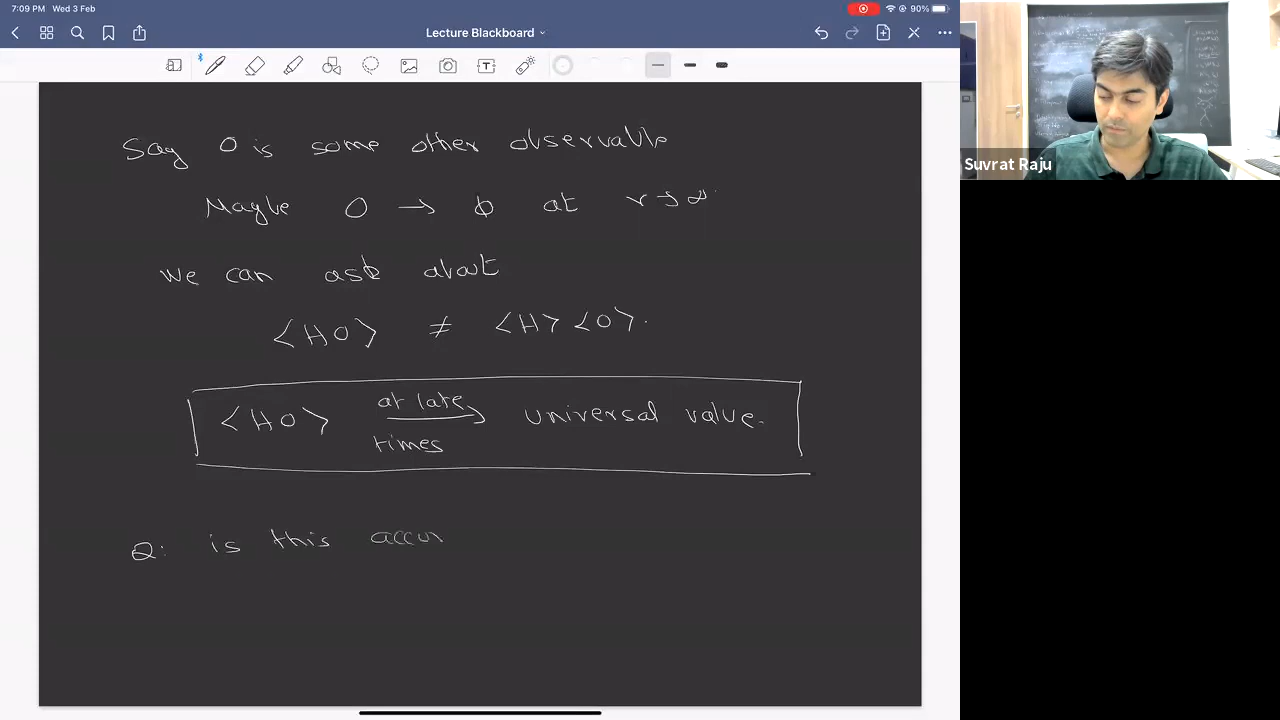 7:09 PM Wed 3 Feb
90%
Lecture Blackboard
Say O is some other observable
Maybe O → φ at r → ∞.
We can ask about
<HO> ≠ <H> <O>.
<HO> at late times → universal value.
Q: is this accur
Suvrat Raju